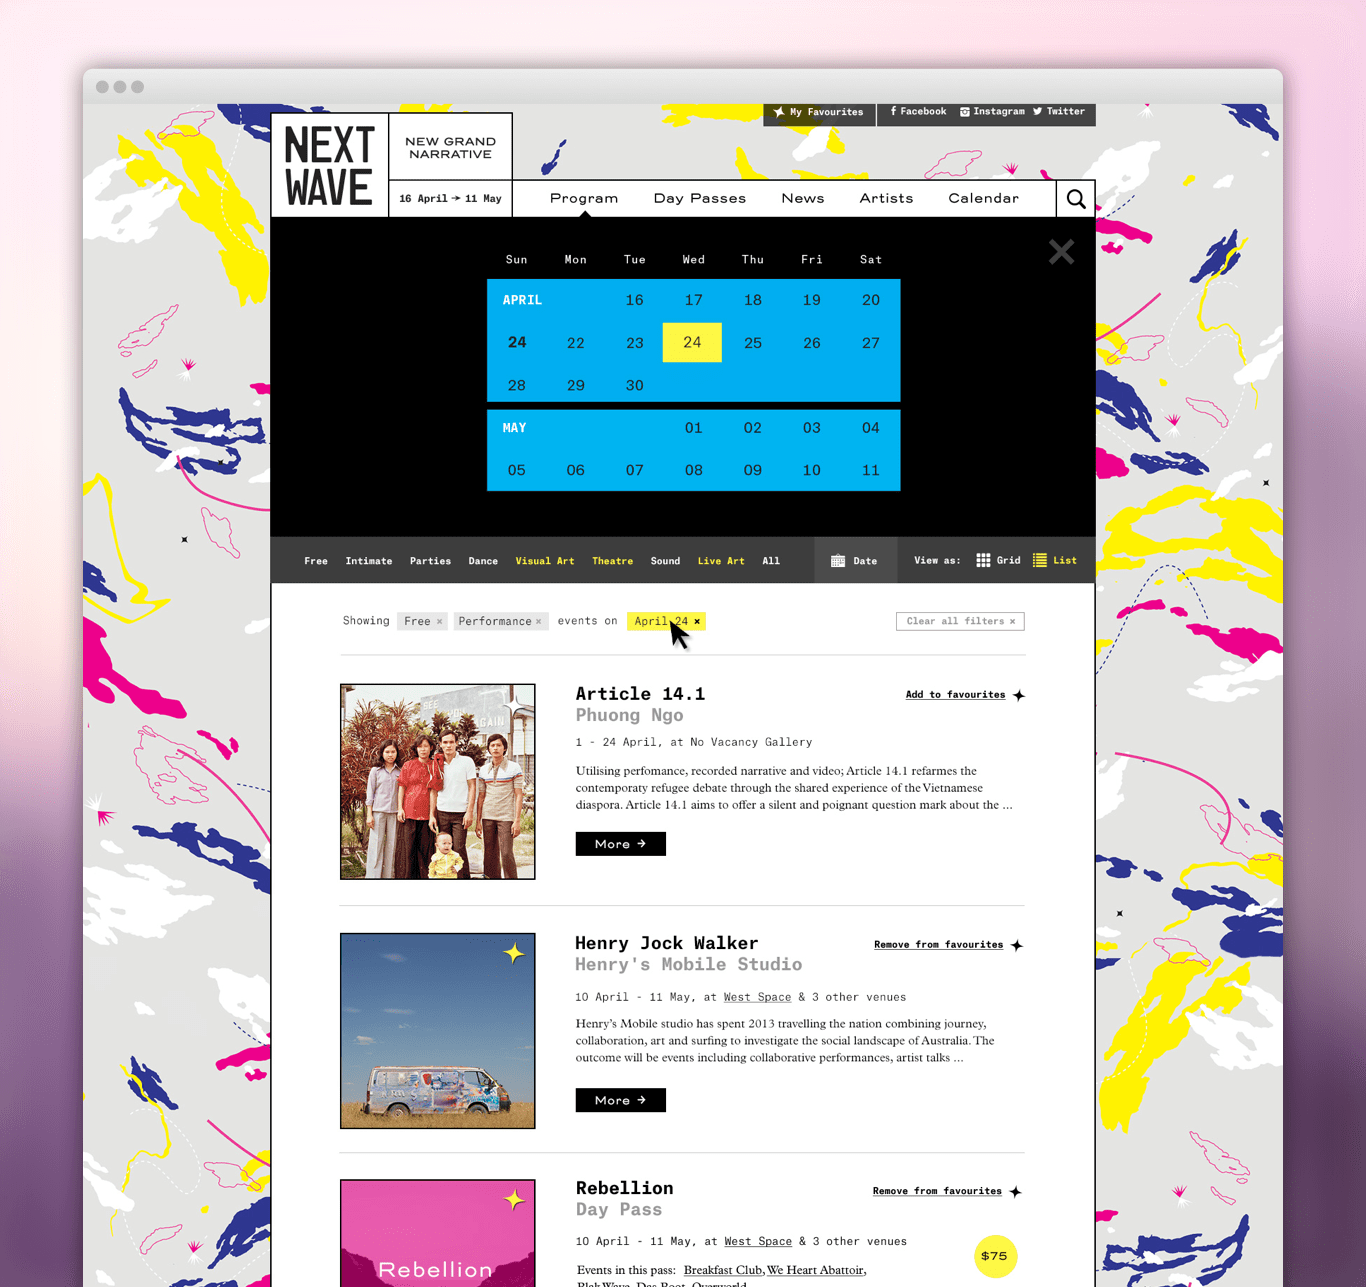 My Favourites
Facebook Instagram Twitter
NEXT
WAVE
NEW GRAND
NARRATIVE
16 April → 11 May
Program Day Passes News Artists Calendar
Sun Mon Tue Wed Thu Fri Sat
APRIL 16 17 18 19 20
24 22 23 24 25 26 27
28 29 30
MAY 01 02 03 04
05 06 07 08 09 10 11
Free Intimate Parties Dance Visual Art Theatre Sound Live Art All Date View as: Grid List
Showing Free × Performance × events on April 24 × Clear all filters ×
Article 14.1
Add to favourites
Phuong Ngo
1 - 24 April, at No Vacancy Gallery
Utilising perfomance, recorded narrative and video; Article 14.1 refarmes the
contemporaty refugee debate through the shared experience of the Vietnamese
diaspora. Article 14.1 aims to offer a silent and poignant question mark about the ...
More →
SEE YOU
AGAIN
Henry Jock Walker
Remove from favourites
Henry's Mobile Studio
10 April - 11 May, at West Space & 3 other venues
Henry's Mobile studio has spent 2013 travelling the nation combining journey,
collaboration, art and surfing to investigate the social landscape of Australia. The
outcome will be events including collaborative performances, artist talks ...
More →
Rebellion
Remove from favourites
Day Pass
10 April - 11 May, at West Space & 3 other venues
$75
Events in this pass: Breakfast Club, We Heart Abattoir,
Blak Wave, Das Boot, Overworld
Rebellion